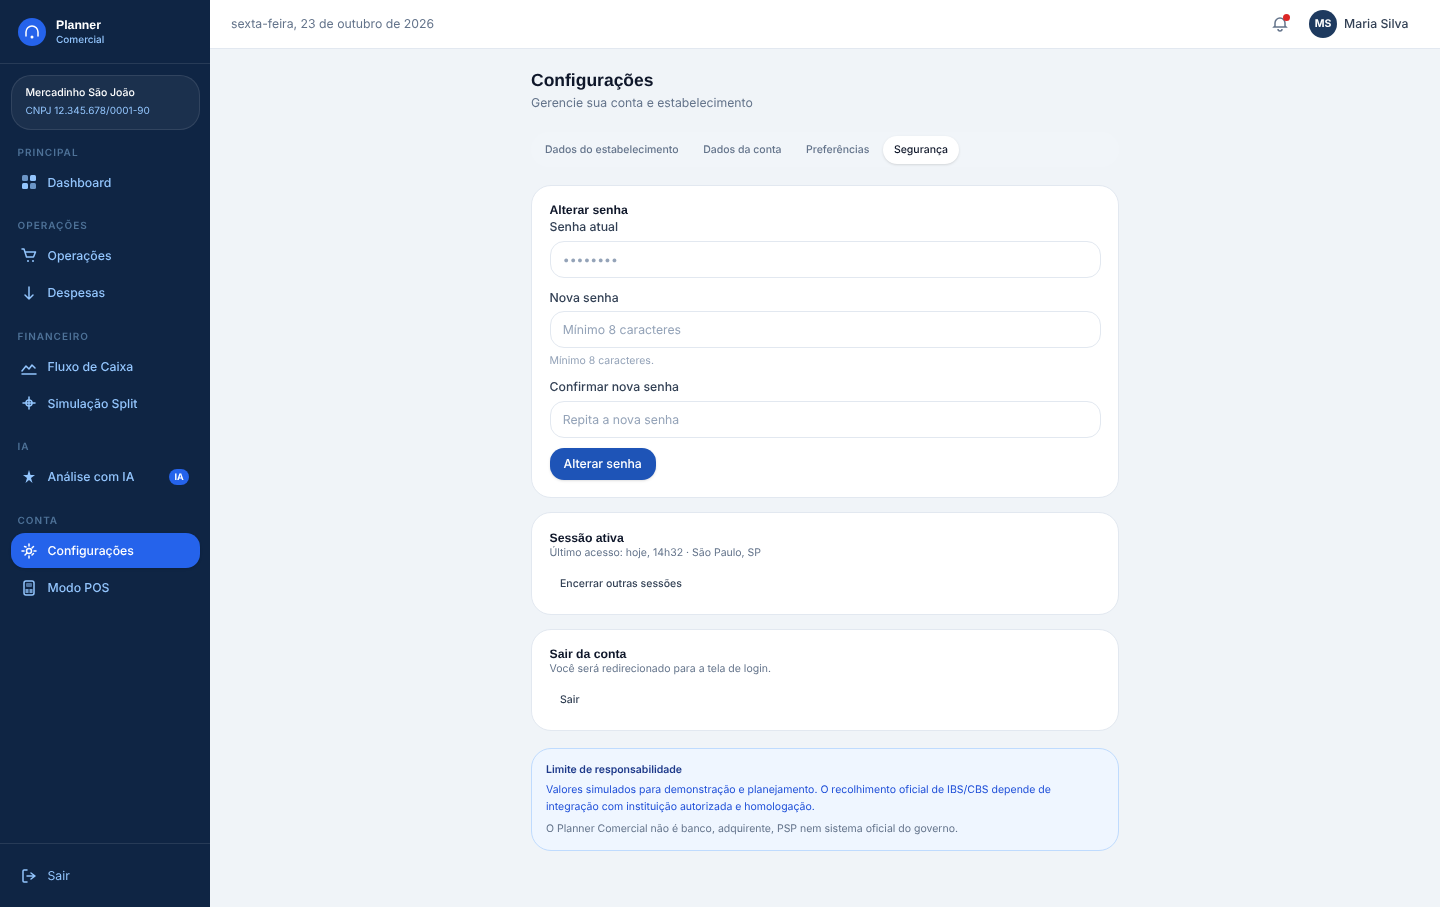 Planner
Comercial
Mercadinho São João
CNPJ 12.345.678/0001-90
PRINCIPAL
Dashboard
OPERAÇÕES
Operações
Despesas
FINANCEIRO
Fluxo de Caixa
Simulação Split
IA
Análise com IA
IA
CONTA
Configurações
Modo POS
Sair
sexta-feira, 23 de outubro de 2026
MS
Maria Silva
Configurações
Gerencie sua conta e estabelecimento
Dados do estabelecimento
Dados da conta
Preferências
Segurança
Alterar senha
Senha atual
••••••••
Nova senha
Mínimo 8 caracteres
Mínimo 8 caracteres.
Confirmar nova senha
Repita a nova senha
Alterar senha
Sessão ativa
Último acesso: hoje, 14h32 · São Paulo, SP
Encerrar outras sessões
Sair da conta
Você será redirecionado para a tela de login.
Sair
Limite de responsabilidade
Valores simulados para demonstração e planejamento. O recolhimento oficial de IBS/CBS depende de
integração com instituição autorizada e homologação.
O Planner Comercial não é banco, adquirente, PSP nem sistema oficial do governo.